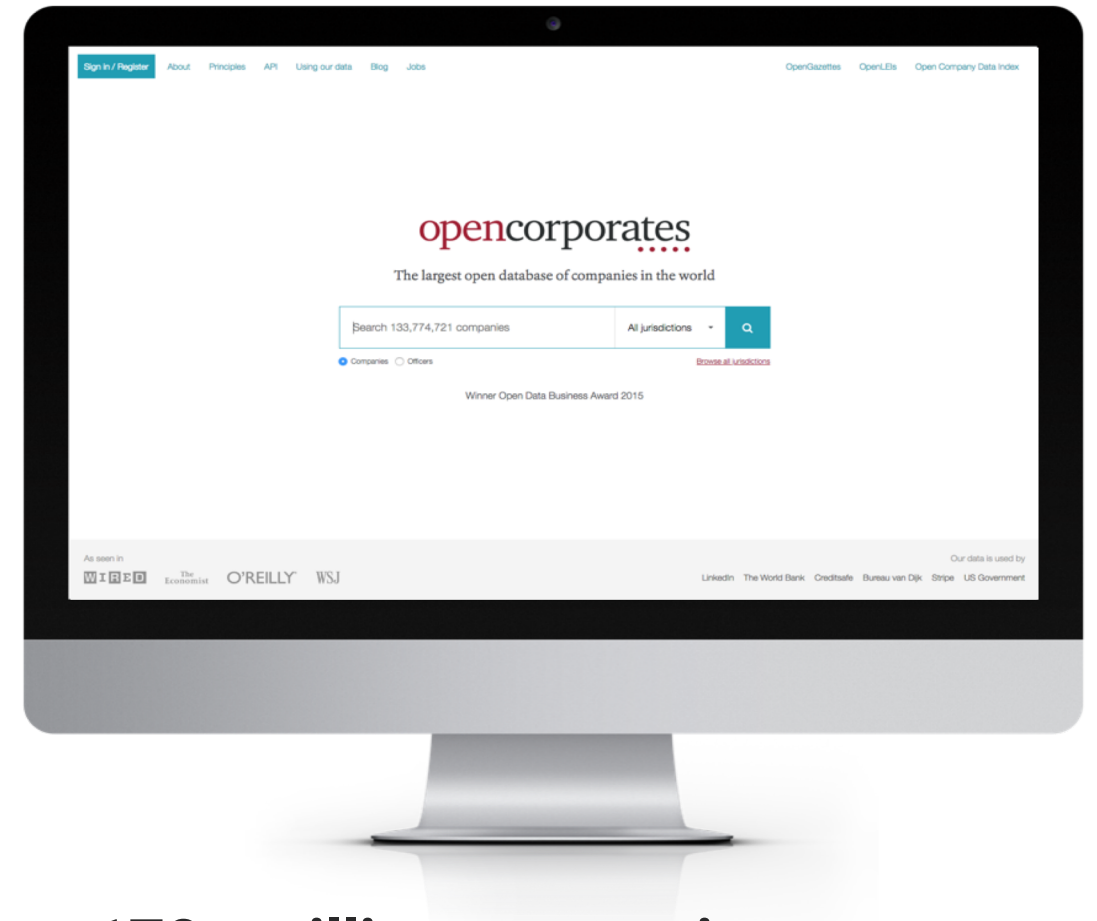 Sign In / Register About Principles API Using our data Blog Jobs OpenGazettes OpenLEIs Open Company Data Index
opencorporates
The largest open database of companies in the world
Search 133,774,721 companies All jurisdictions
Companies Officers Browse all jurisdictions
Winner Open Data Business Award 2015
As seen in Our data is used by
WIRED The Economist O'REILLY WSJ LinkedIn The World Bank Creditsafe Bureau van Dijk Stripe US Government